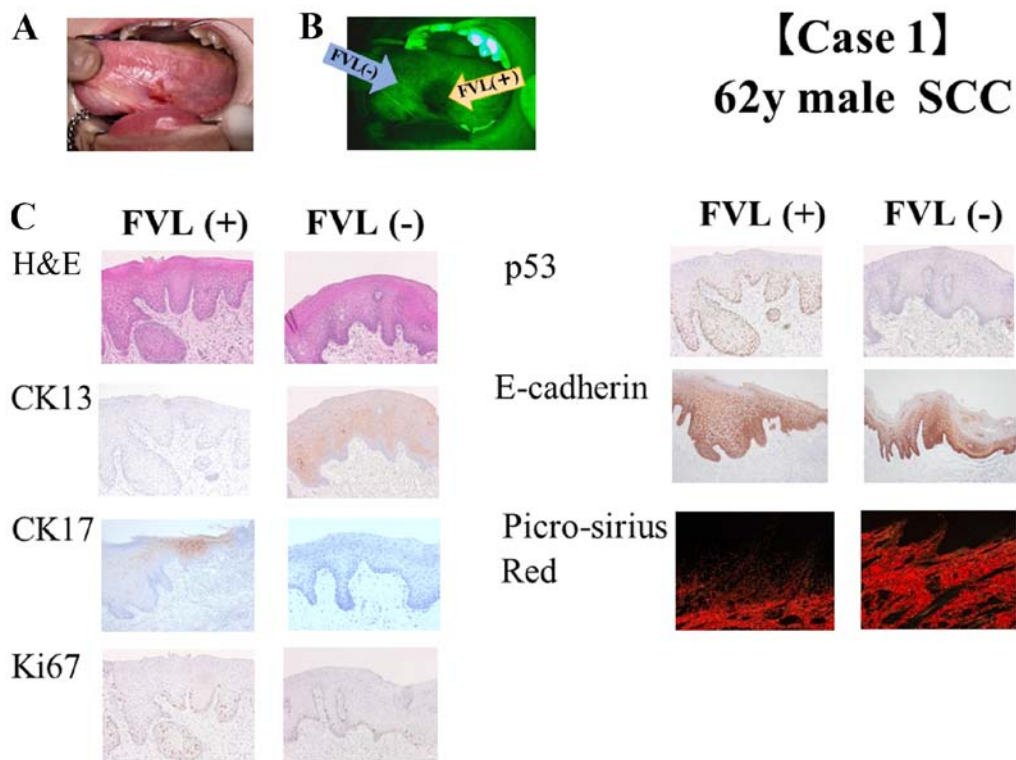 A
B
FVL(-)
FVL(+)
【Case 1】
62y male SCC
C
FVL (+)
FVL (-)
H&E
CK13
CK17
Ki67
FVL (+)
FVL (-)
p53
E-cadherin
Picro-sirius
Red